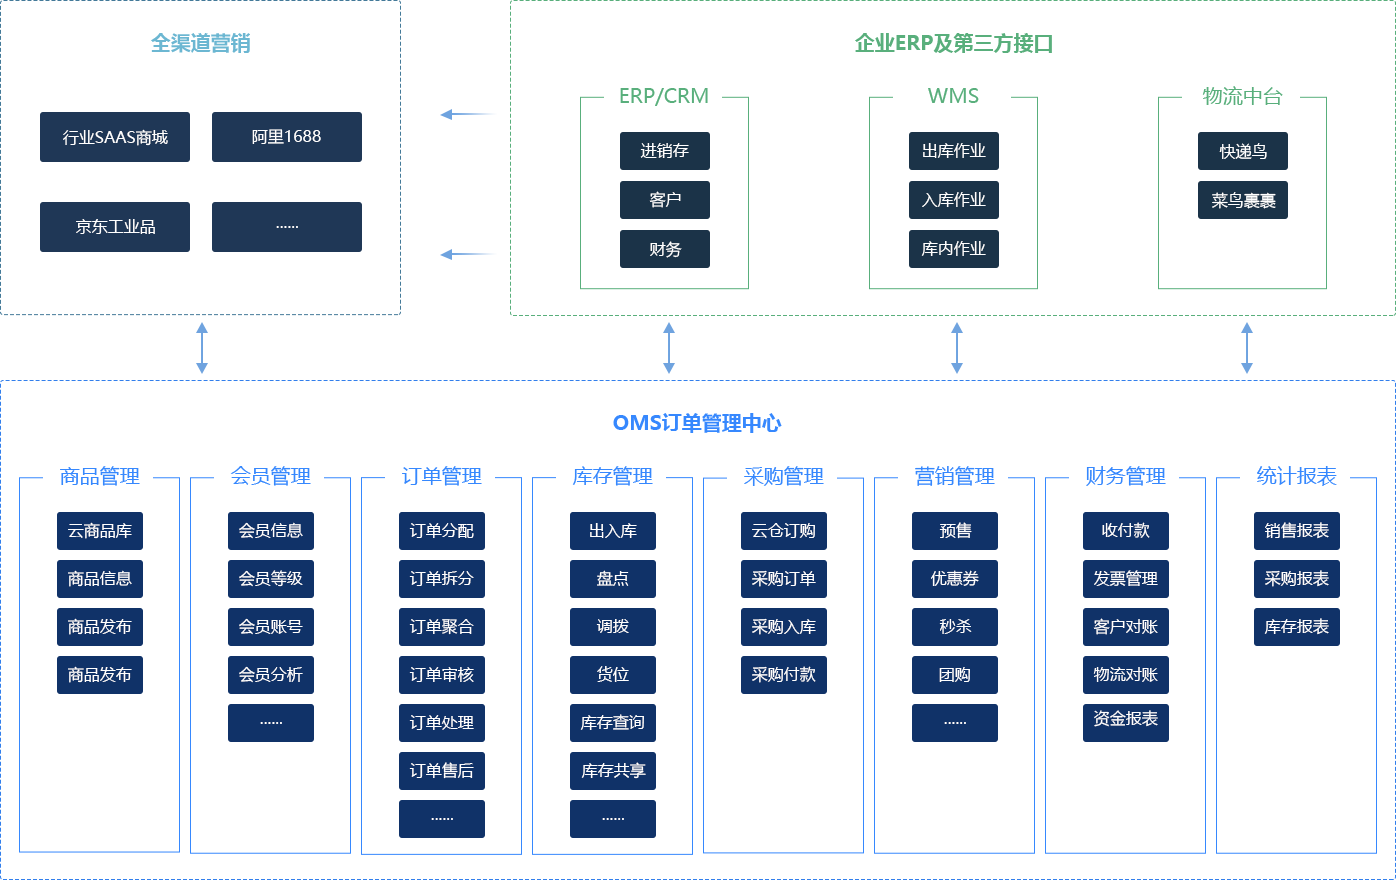 全渠道营销
行业SAAS商城
阿里1688
京东工业品
······
企业ERP及第三方接口
ERP/CRM
进销存
客户
财务
WMS
出库作业
入库作业
库内作业
物流中台
快递鸟
菜鸟裹裹
OMS订单管理中心
商品管理
云商品库
商品信息
商品发布
商品发布
会员管理
会员信息
会员等级
会员账号
会员分析
······
订单管理
订单分配
订单拆分
订单聚合
订单审核
订单处理
订单售后
······
库存管理
出入库
盘点
调拨
货位
库存查询
库存共享
······
采购管理
云仓订购
采购订单
采购入库
采购付款
营销管理
预售
优惠券
秒杀
团购
······
财务管理
收付款
发票管理
客户对账
物流对账
资金报表
统计报表
销售报表
采购报表
库存报表